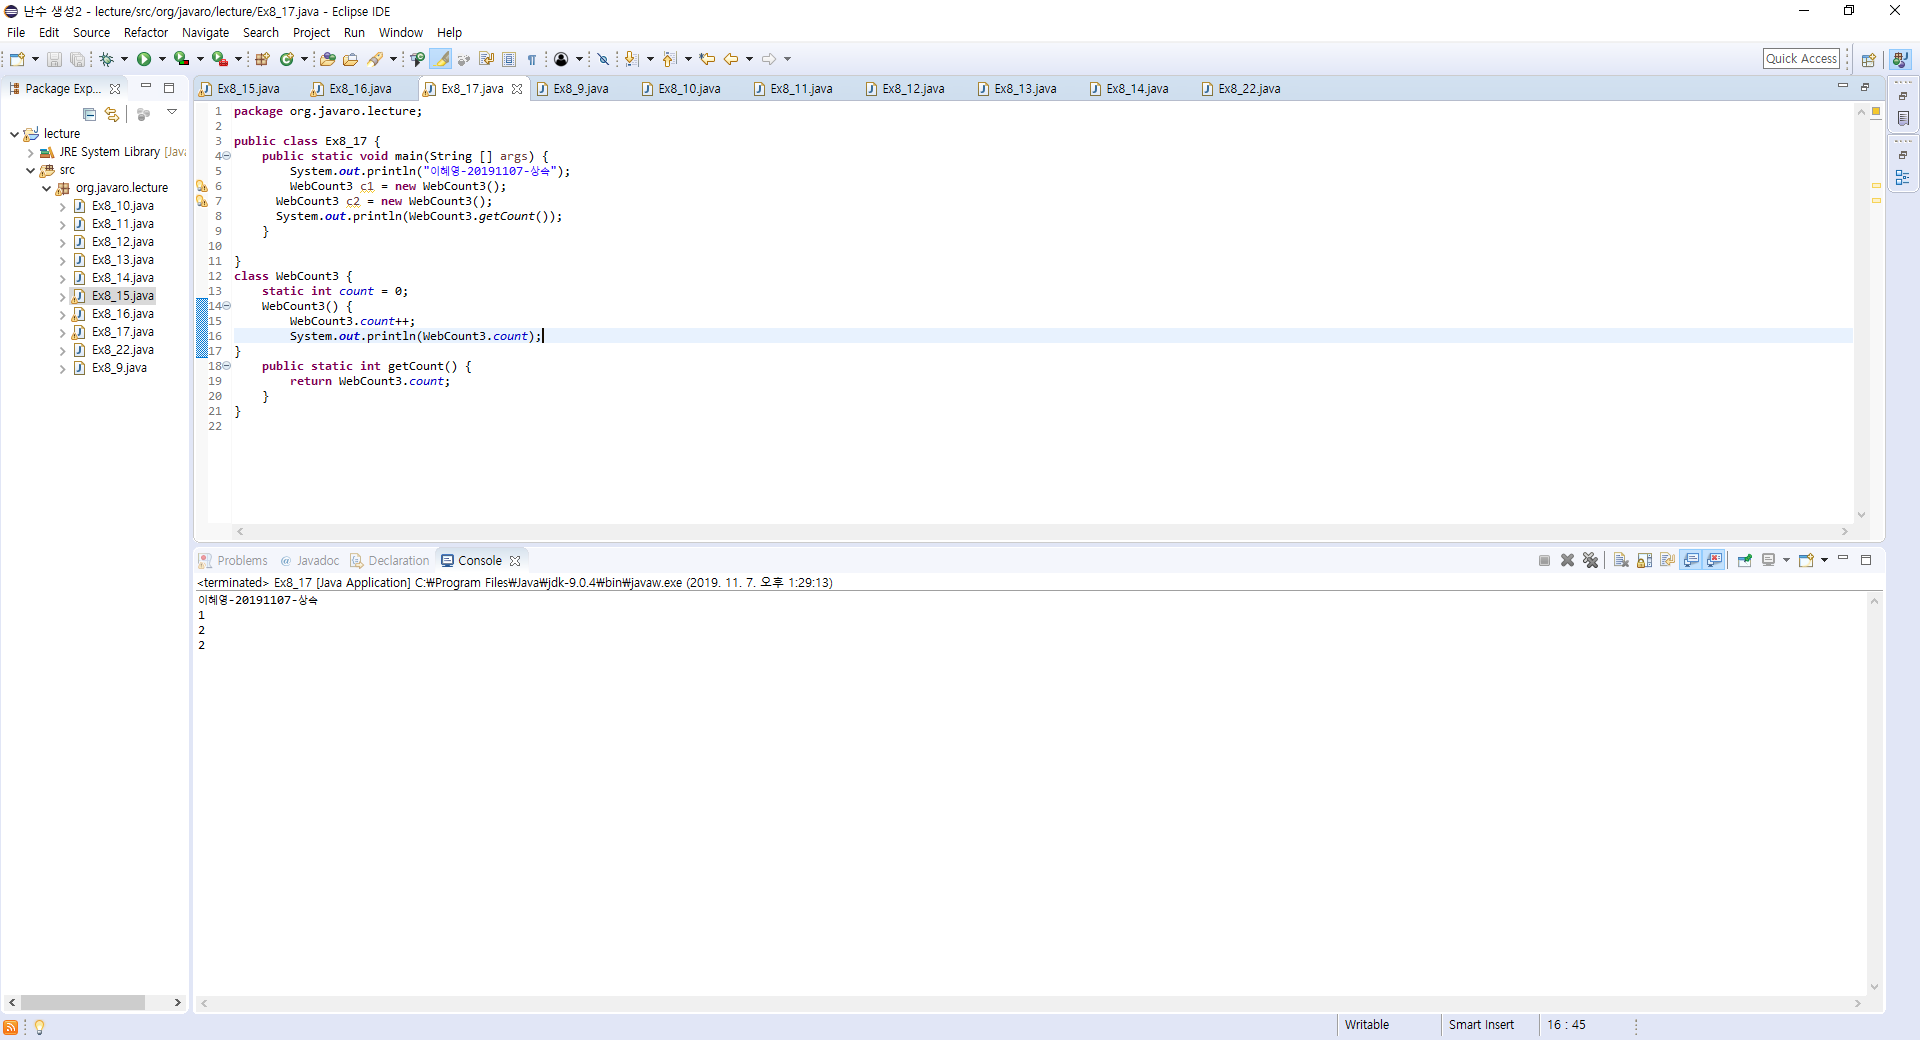 난수 생성2 - lecture/src/org/javaro/lecture/Ex8_17.java - Eclipse IDE
File Edit Source Refactor Navigate Search Project Run Window Help
Quick Access
Package Exp...
lecture
JRE System Library [Java
src
org.javaro.lecture
Ex8_10.java
Ex8_11.java
Ex8_12.java
Ex8_13.java
Ex8_14.java
Ex8_15.java
Ex8_16.java
Ex8_17.java
Ex8_22.java
Ex8_9.java
Ex8_15.java Ex8_16.java Ex8_17.java Ex8_9.java Ex8_10.java Ex8_11.java Ex8_12.java Ex8_13.java Ex8_14.java Ex8_22.java
1 package org.javaro.lecture;
2
3 public class Ex8_17 {
4 public static void main(String [] args) {
5 System.out.println("이혜영-20191107-상속");
6 WebCount3 c1 = new WebCount3();
7 WebCount3 c2 = new WebCount3();
8 System.out.println(WebCount3.getCount());
9 }
10
11 }
12 class WebCount3 {
13 static int count = 0;
14 WebCount3() {
15 WebCount3.count++;
16 System.out.println(WebCount3.count);
17 }
18 public static int getCount() {
19 return WebCount3.count;
20 }
21 }
22
Problems @ Javadoc Declaration Console
<terminated> Ex8_17 [Java Application] C:₩Program Files₩Java₩jdk-9.0.4₩bin₩javaw.exe (2019. 11. 7. 오후 1:29:13)
이혜영-20191107-상속
1
2
2
Writable Smart Insert 16 : 45